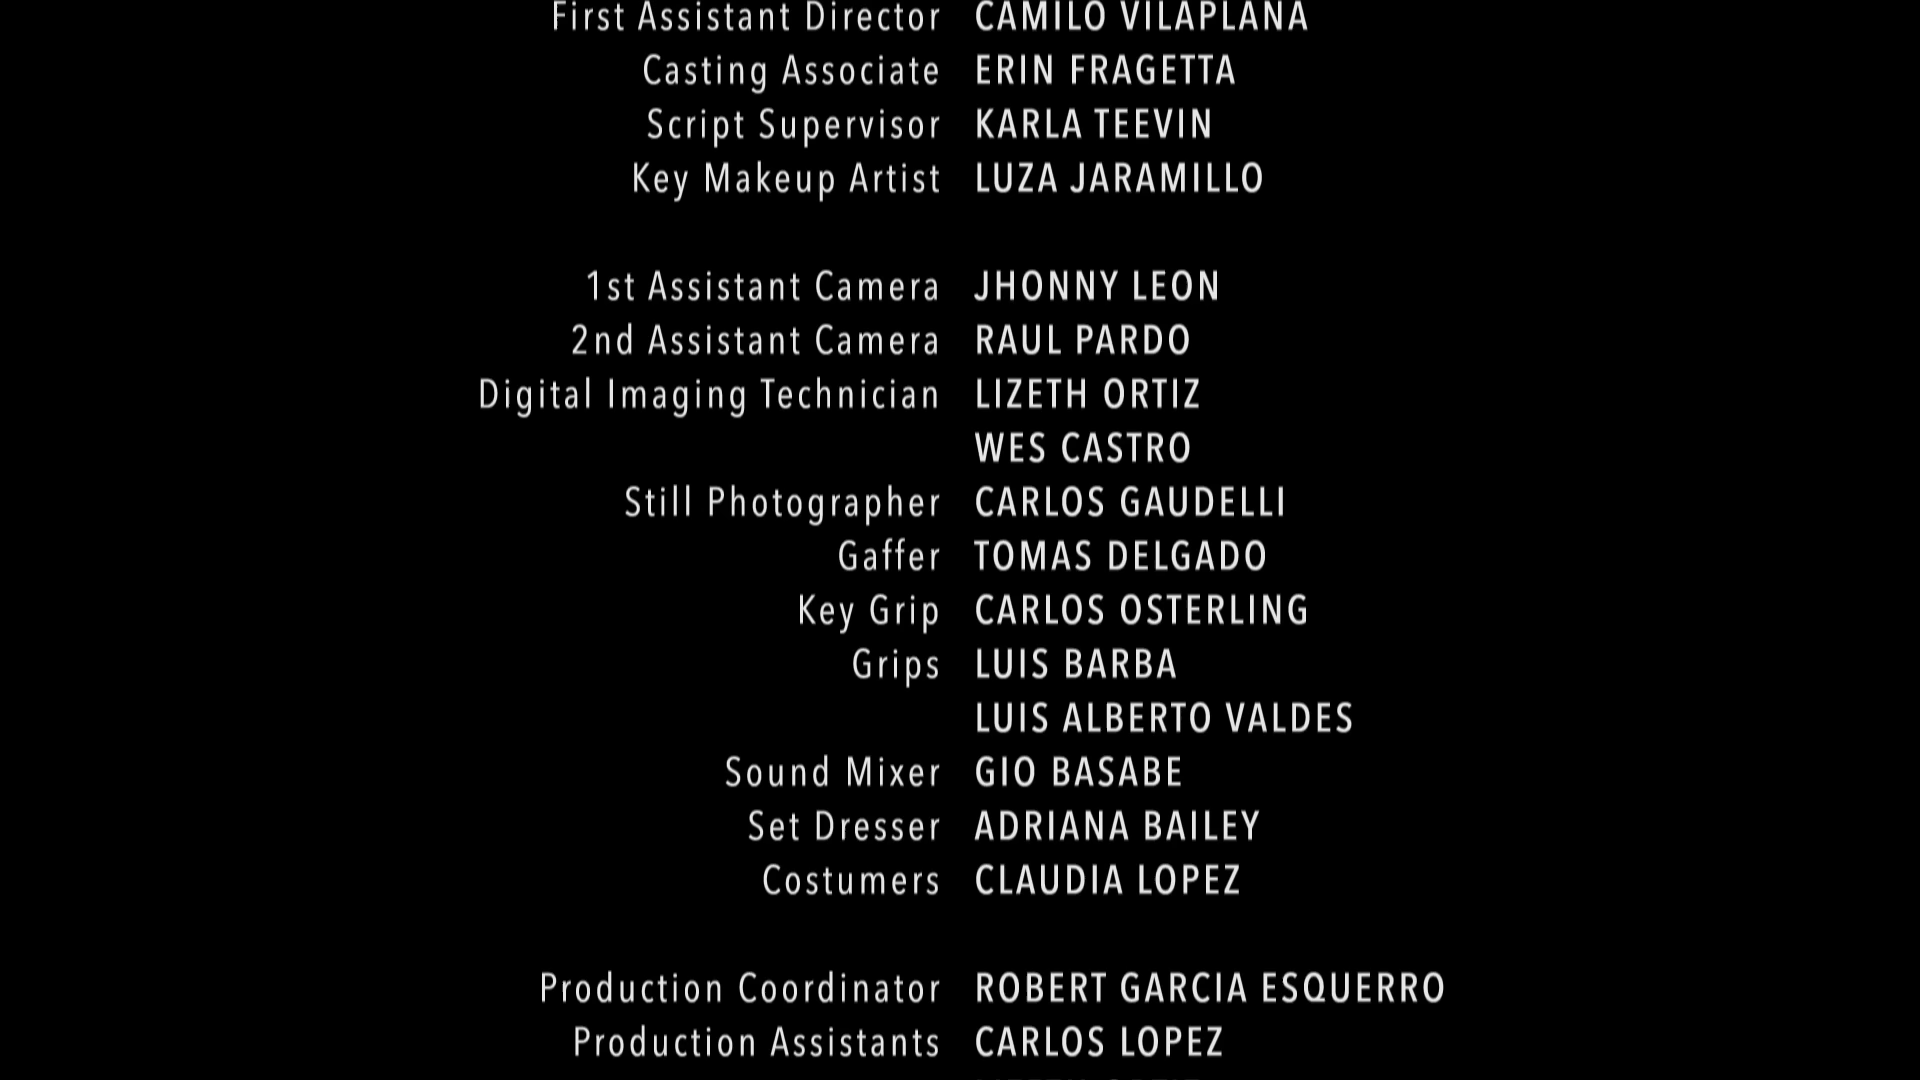 First Assistant Director CAMILO VILAPLANA
Casting Associate ERIN FRAGETTA
Script Supervisor KARLA TEEVIN
Key Makeup Artist LUZA JARAMILLO
1st Assistant Camera JHONNY LEON
2nd Assistant Camera RAUL PARDO
Digital Imaging Technician LIZETH ORTIZ
WES CASTRO
Still Photographer CARLOS GAUDELLI
Gaffer TOMAS DELGADO
Key Grip CARLOS OSTERLING
Grips LUIS BARBA
LUIS ALBERTO VALDES
Sound Mixer GIO BASABE
Set Dresser ADRIANA BAILEY
Costumers CLAUDIA LOPEZ
Production Coordinator ROBERT GARCIA ESQUERRO
Production Assistants CARLOS LOPEZ